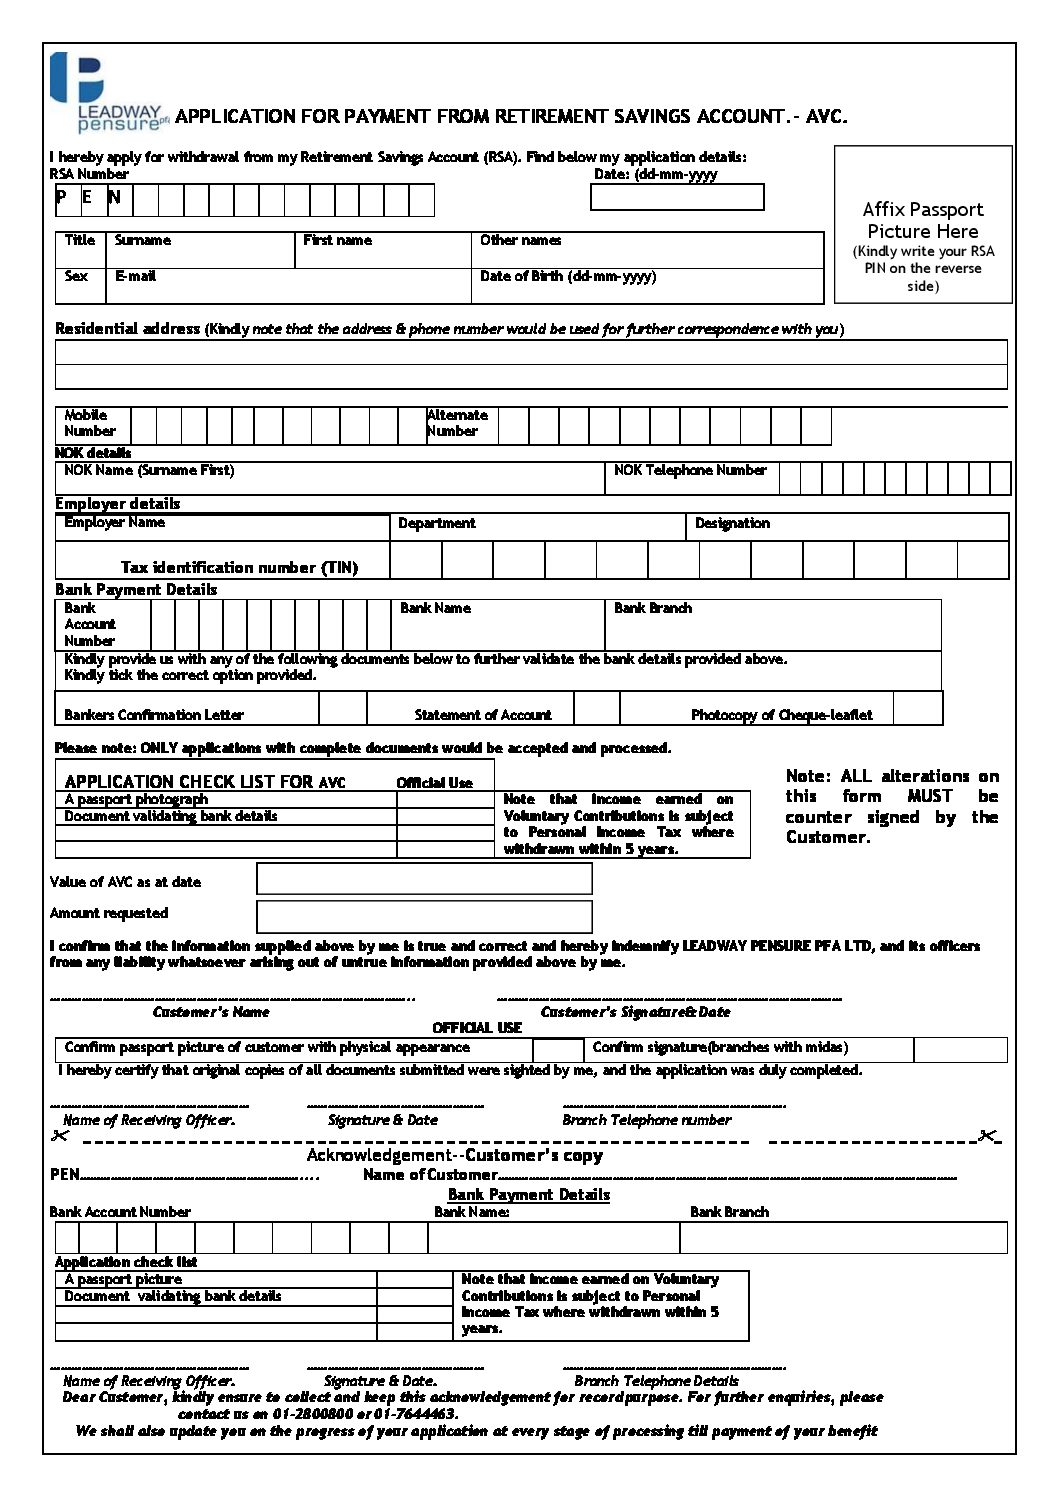 LEADWAY
pensure pfa
APPLICATION FOR PAYMENT FROM RETIREMENT SAVINGS ACCOUNT.- AVC.
I hereby apply for withdrawal from my Retirement Savings Account (RSA). Find below my application details:
RSA Number
Date: (dd-mm-yyyy
P E N
Affix Passport
Picture Here
(Kindly write your RSA
PIN on the reverse
side)
Title Surname First name Other names
Sex E-mail Date of Birth (dd-mm-yyyy)
Residential address (Kindly note that the address & phone number would be used for further correspondence with you)
Mobile
Number
Alternate
Number
NOK details
NOK Name (Surname First) NOK Telephone Number
Employer details
Employer Name Department Designation
Tax identification number (TIN)
Bank Payment Details
Bank
Account
Number
Bank Name Bank Branch
Kindly provide us with any of the following documents below to further validate the bank details provided above.
Kindly tick the correct option provided.
Bankers Confirmation Letter Statement of Account Photocopy of Cheque-leaflet
Please note: ONLY applications with complete documents would be accepted and processed.
APPLICATION CHECK LIST FOR AVC Official Use
A passport photograph
Document validating bank details
Note that income earned on
Voluntary Contributions is subject
to Personal Income Tax where
withdrawn within 5 years.
Note: ALL alterations on
this form MUST be
counter signed by the
Customer.
Value of AVC as at date
Amount requested
I confirm that the information supplied above by me is true and correct and hereby indemnify LEADWAY PENSURE PFA LTD, and its officers
from any liability whatsoever arising out of untrue information provided above by me.
Customer's Name Customer's Signature& Date
OFFICIAL USE
Confirm passport picture of customer with physical appearance Confirm signature(branches with midas)
I hereby certify that original copies of all documents submitted were sighted by me, and the application was duly completed.
Name of Receiving Officer. Signature & Date Branch Telephone number
Acknowledgement--Customer's copy
PEN.......... Name of Customer..........
Bank Payment Details
Bank Account Number Bank Name: Bank Branch
Application check list
A passport picture
Document validating bank details
Note that income earned on Voluntary
Contributions is subject to Personal
Income Tax where withdrawn within 5
years.
Name of Receiving Officer. Signature & Date. Branch Telephone Details
Dear Customer, kindly ensure to collect and keep this acknowledgement for record purpose. For further enquiries, please
contact us on 01-2800800 or 01-7644463.
We shall also update you on the progress of your application at every stage of processing till payment of your benefit